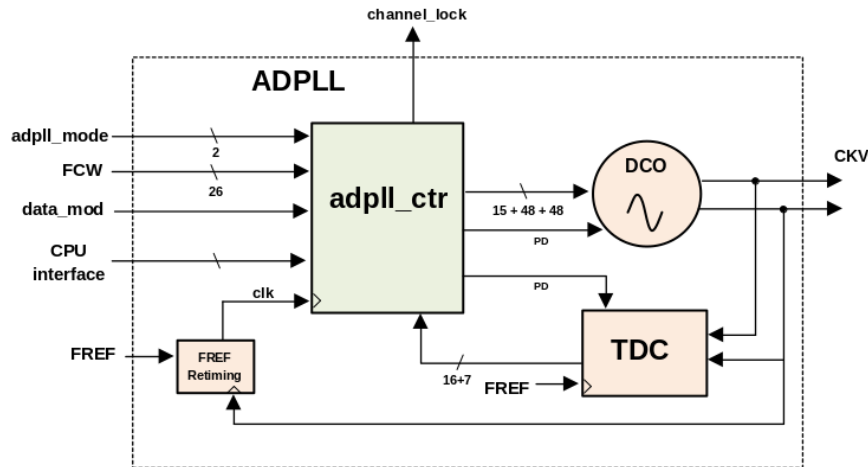 channel_lock
ADPLL
adpll_mode
2
FCW
26
data_mod
CPU
interface
clk
adpll_ctr
15 + 48 + 48
PD
PD
DCO
CKV
FREF
FREF
Retiming
16+7
FREF
TDC